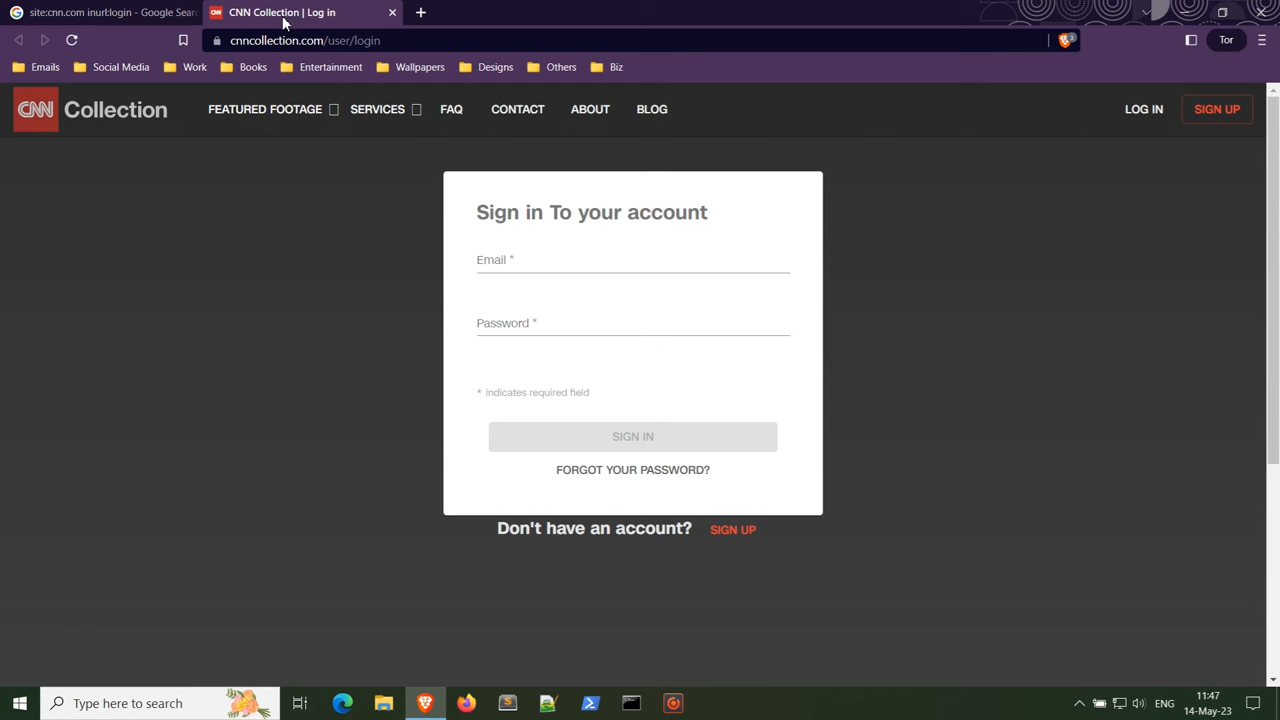 site:cnn.com inurl:login - Google Sear
CNN Collection | Log in
cnncollection.com/user/login
3
Tor
Emails
Social Media
Work
Books
Entertainment
Wallpapers
Designs
Others
Biz
CNN Collection
FEATURED FOOTAGE
SERVICES
FAQ
CONTACT
ABOUT
BLOG
LOG IN
SIGN UP
Sign in To your account
Email *
Password *
* indicates required field
SIGN IN
FORGOT YOUR PASSWORD?
Don't have an account? SIGN UP
Type here to search
ENG
11:47
14-May-23